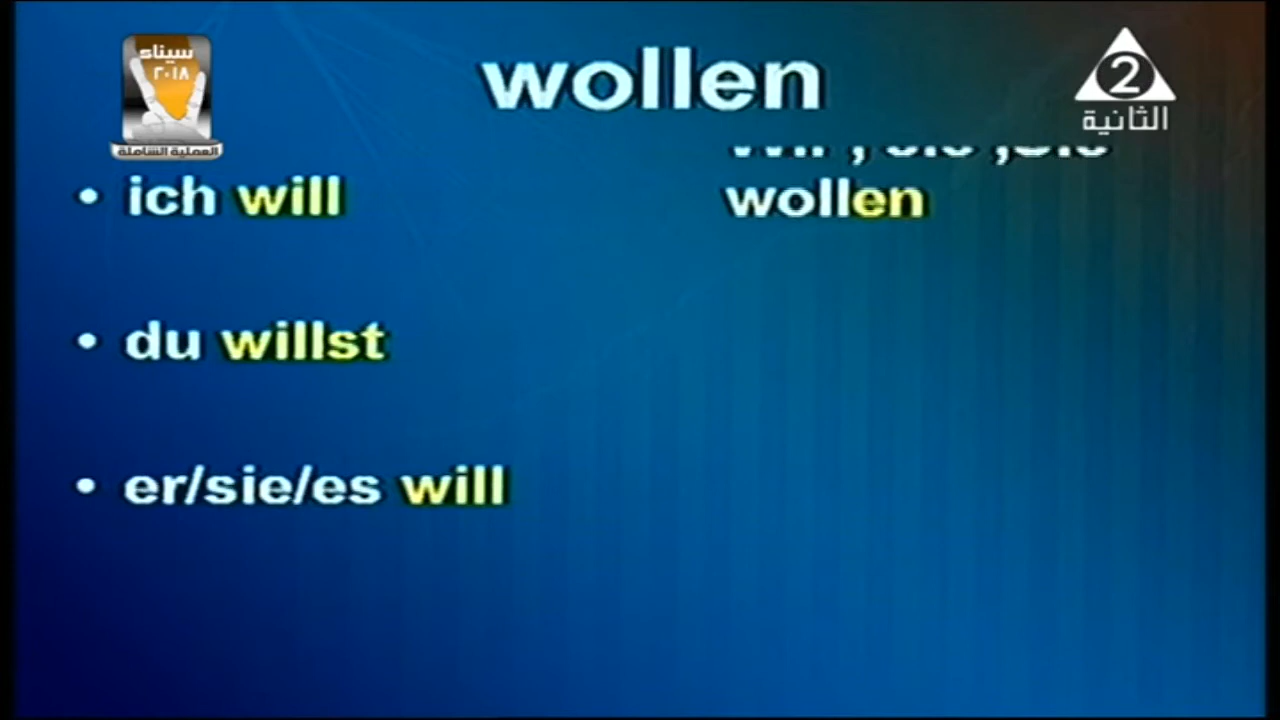 سيناء
٢٠١٨
العملية الشاملة
wollen
2
الثانية
• ich will
• du willst
• er/sie/es will
wollen